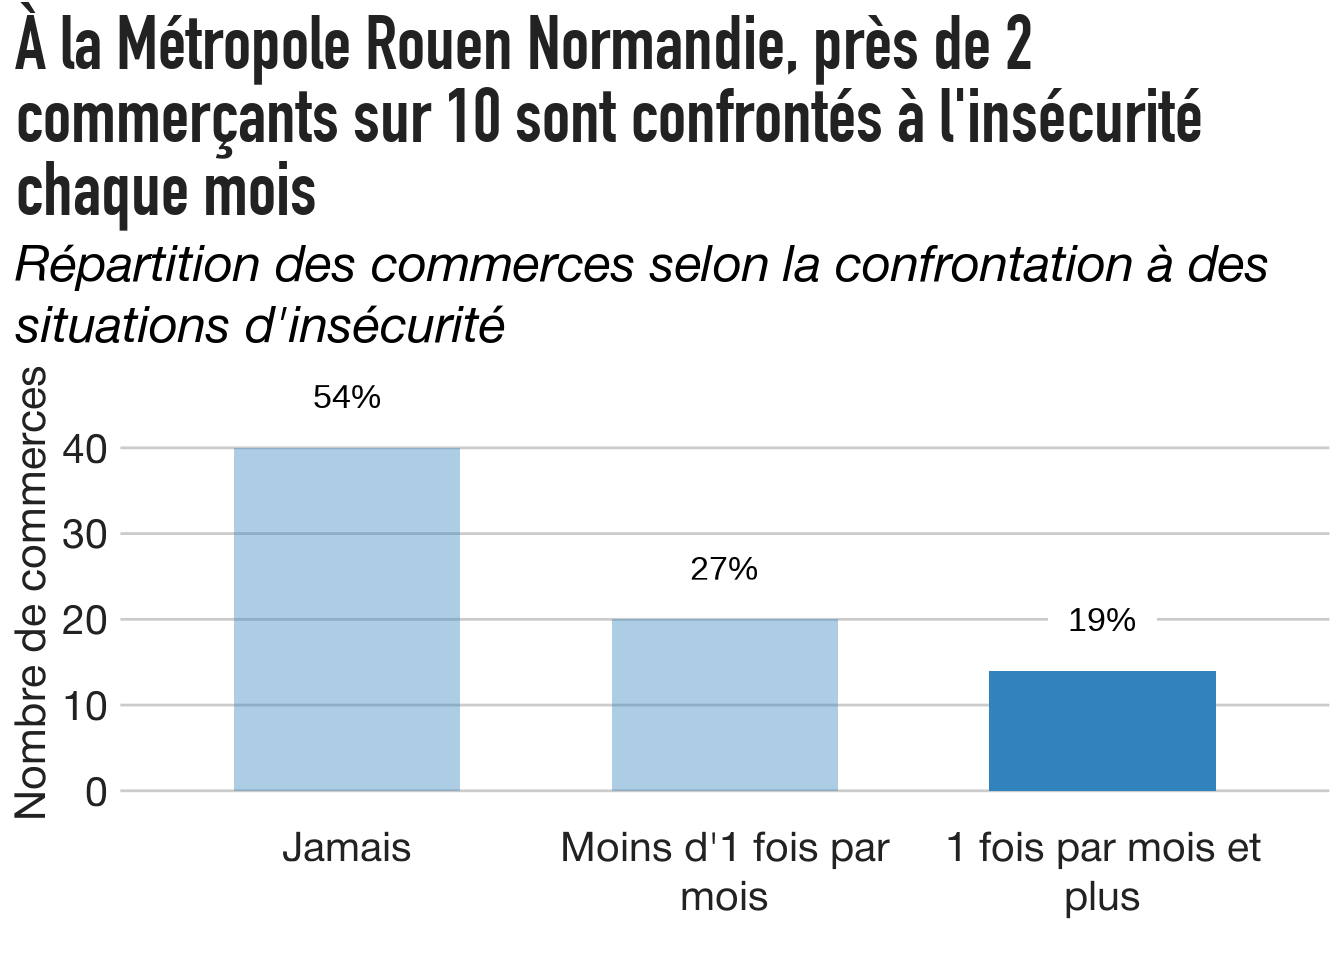 À la Métropole Rouen Normandie, près de 2
commerçants sur 10 sont confrontés à l'insécurité
chaque mois
Répartition des commerces selon la confrontation à des
situations d'insécurité
Nombre de commerces
54%
40
30
27%
20
19%
10
0
Jamais
Moins d'1 fois par
mois
1 fois par mois et
plus